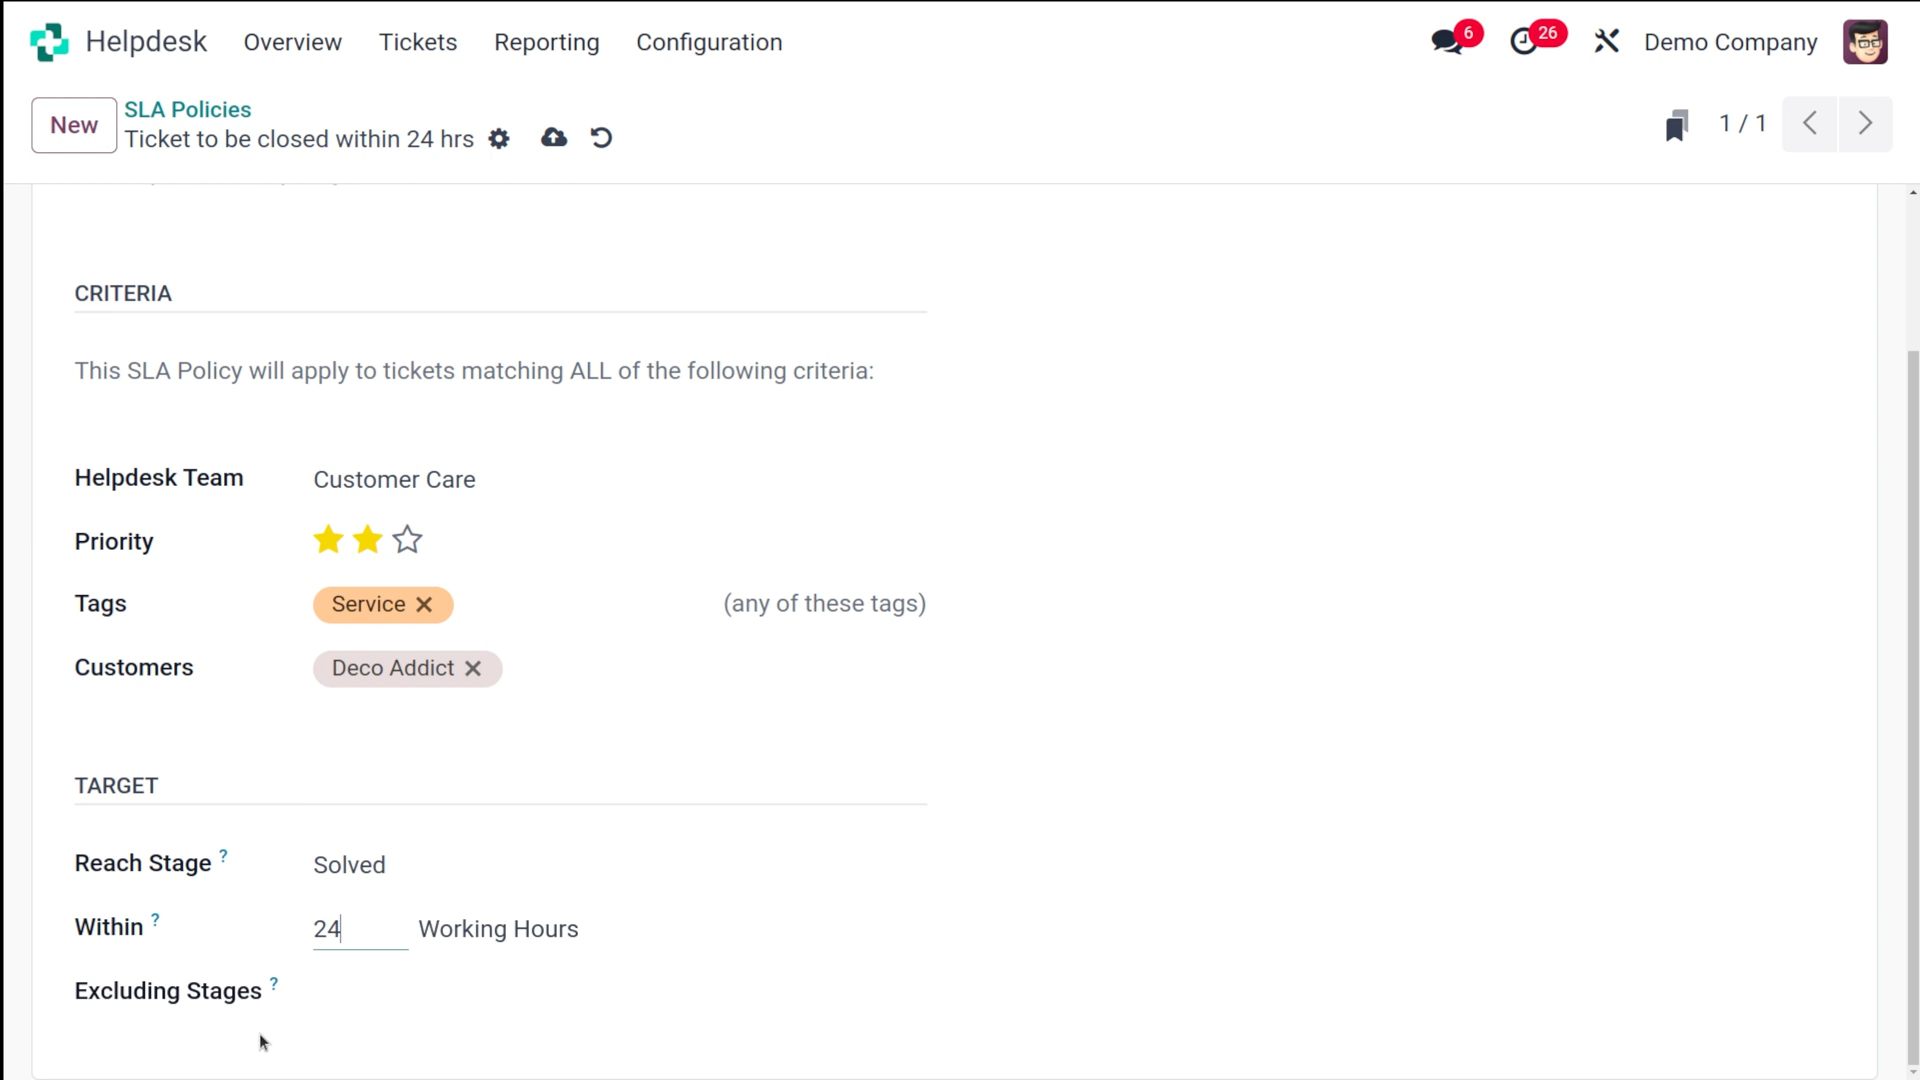 Helpdesk Overview Tickets Reporting Configuration 6 26 Demo Company
New
SLA Policies
Ticket to be closed within 24 hrs
1 / 1
CRITERIA
This SLA Policy will apply to tickets matching ALL of the following criteria:
Helpdesk Team Customer Care
Priority
Tags Service (any of these tags)
Customers Deco Addict
TARGET
Reach Stage ? Solved
Within ? 24 Working Hours
Excluding Stages ?